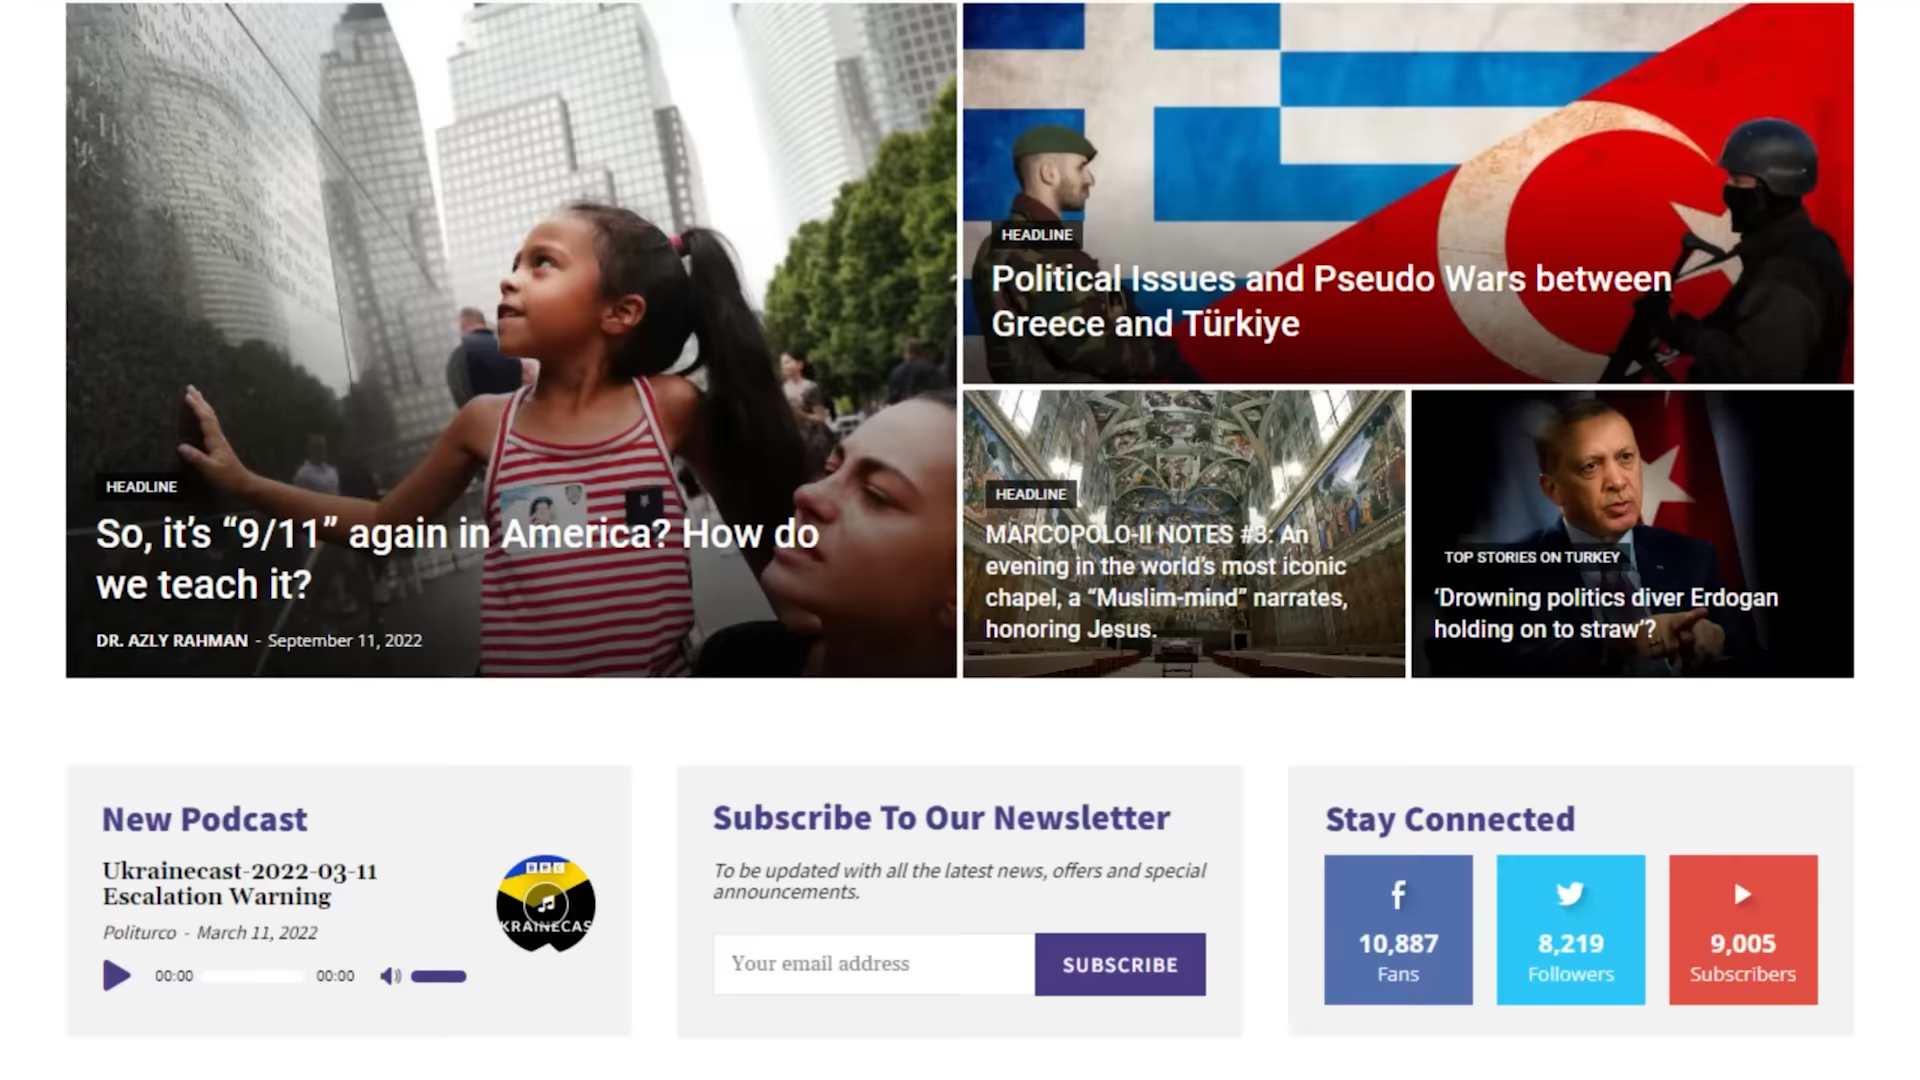 HEADLINE
So, it’s “9/11” again in America? How do
we teach it?
DR. AZLY RAHMAN - September 11, 2022
HEADLINE
Political Issues and Pseudo Wars between
Greece and Türkiye
HEADLINE
MARCOPOLO-II NOTES #3: An
evening in the world’s most iconic
chapel, a “Muslim-mind” narrates,
honoring Jesus.
TOP STORIES ON TURKEY
‘Drowning politics diver Erdogan
holding on to straw’?
New Podcast
Ukrainecast-2022-03-11
Escalation Warning
Politurco - March 11, 2022
00:00 00:00
BBC
KRAINECAS
Subscribe To Our Newsletter
To be updated with all the latest news, offers and special
announcements.
Your email address
SUBSCRIBE
Stay Connected
10,887
Fans
8,219
Followers
9,005
Subscribers